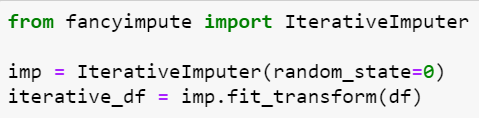 from fancyimpute import IterativeImputer
imp = IterativeImputer(random_state=0)
iterative_df = imp.fit_transform(df)